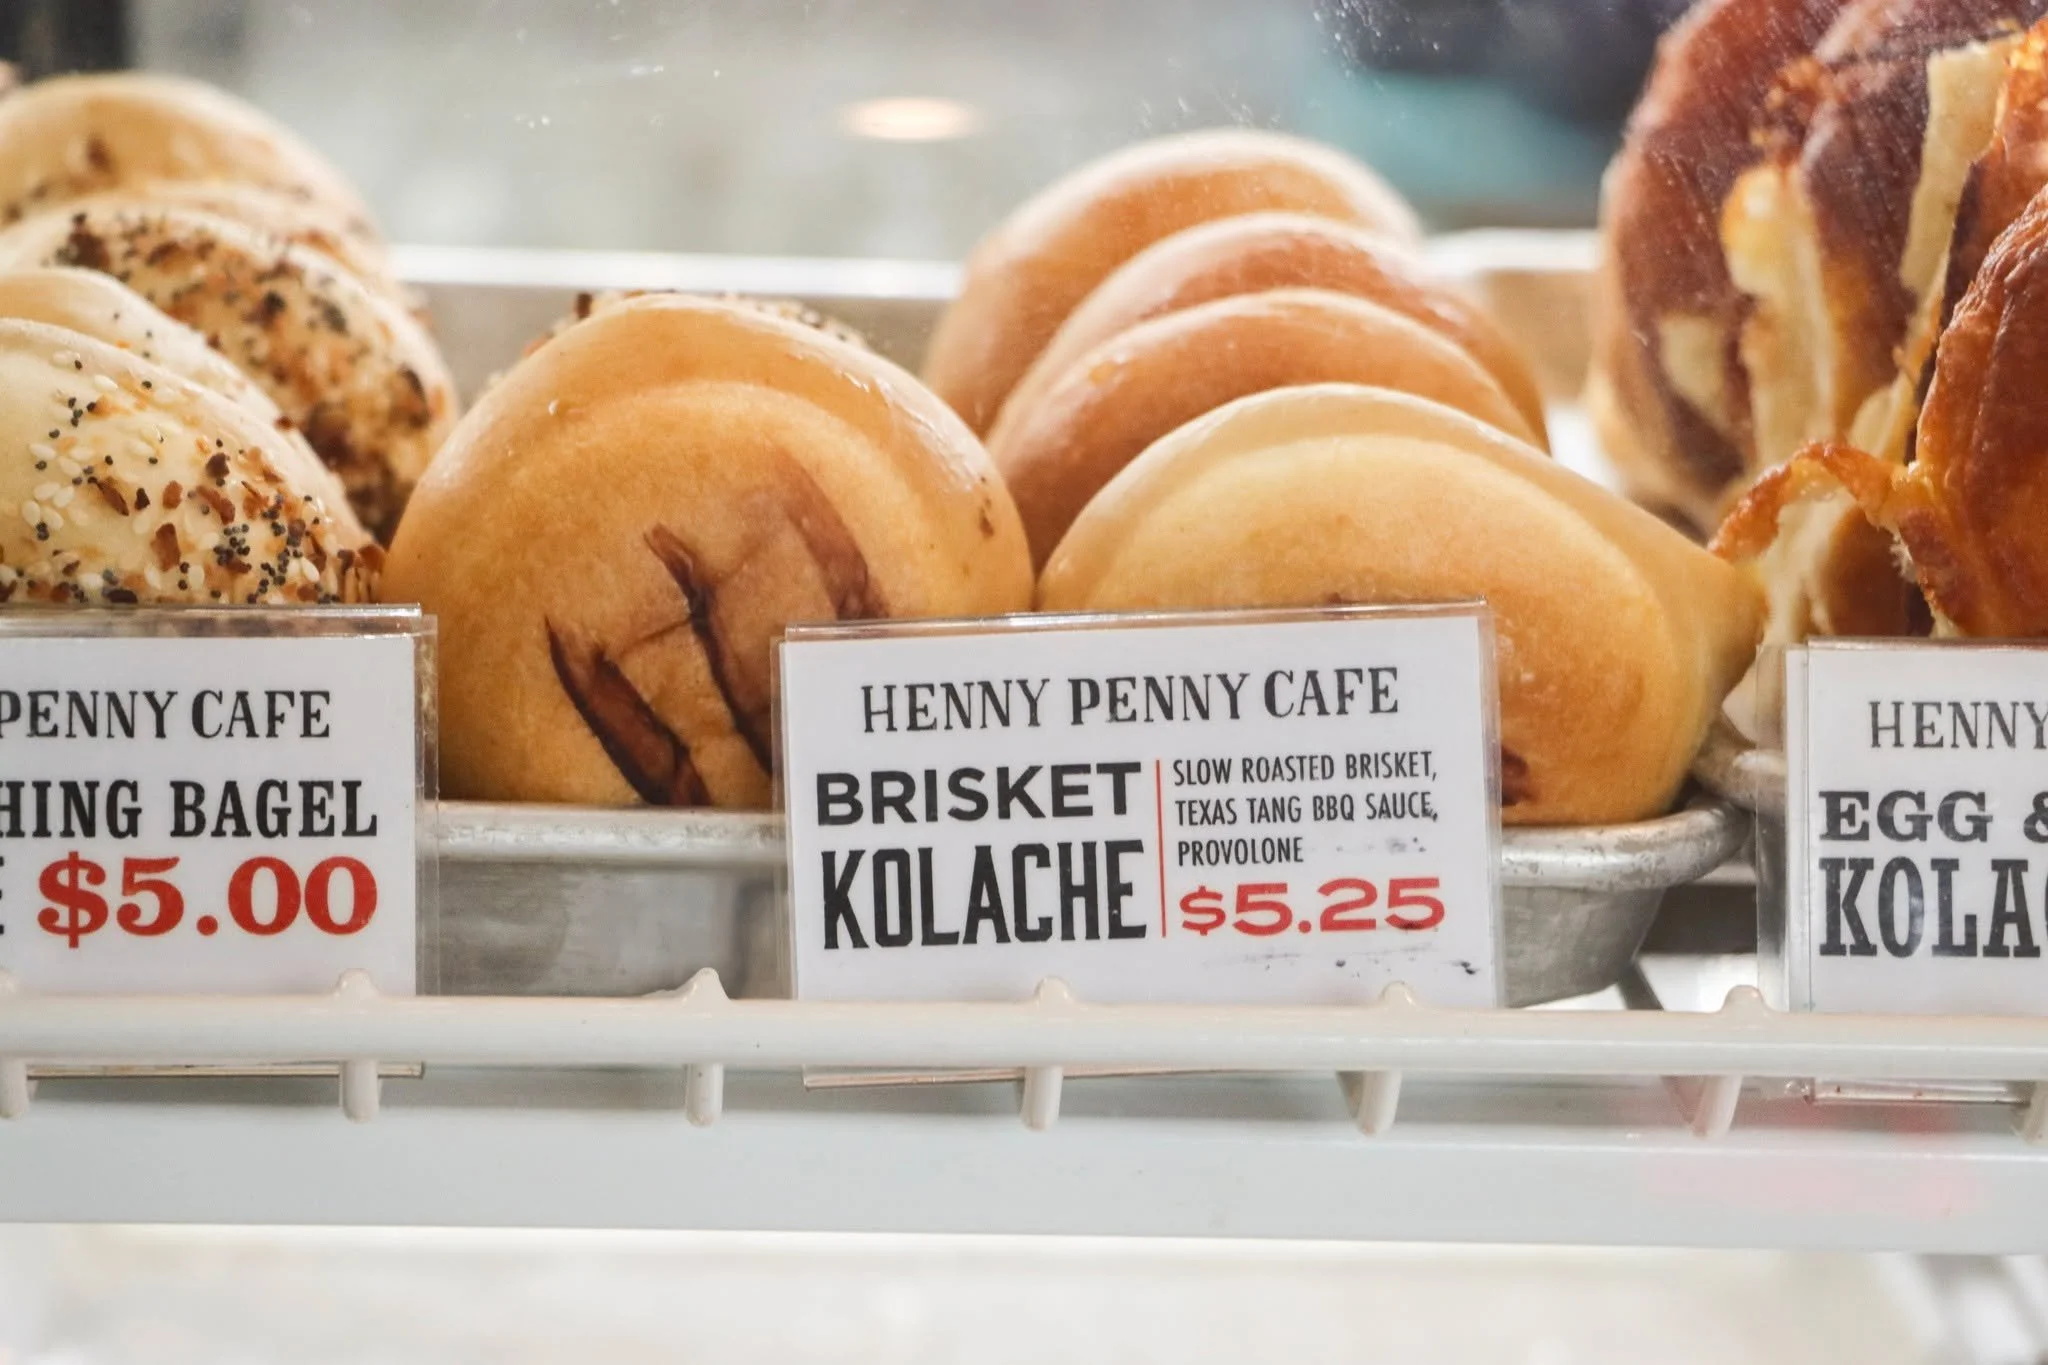 PENNY CAFE
HING BAGEL
$5.00
HENNY PENNY CAFE
BRISKET
KOLACHE
SLOW ROASTED BRISKET,
TEXAS TANG BBQ SAUCE,
PROVOLONE
$5.25
HENNY
EGG &
KOLA